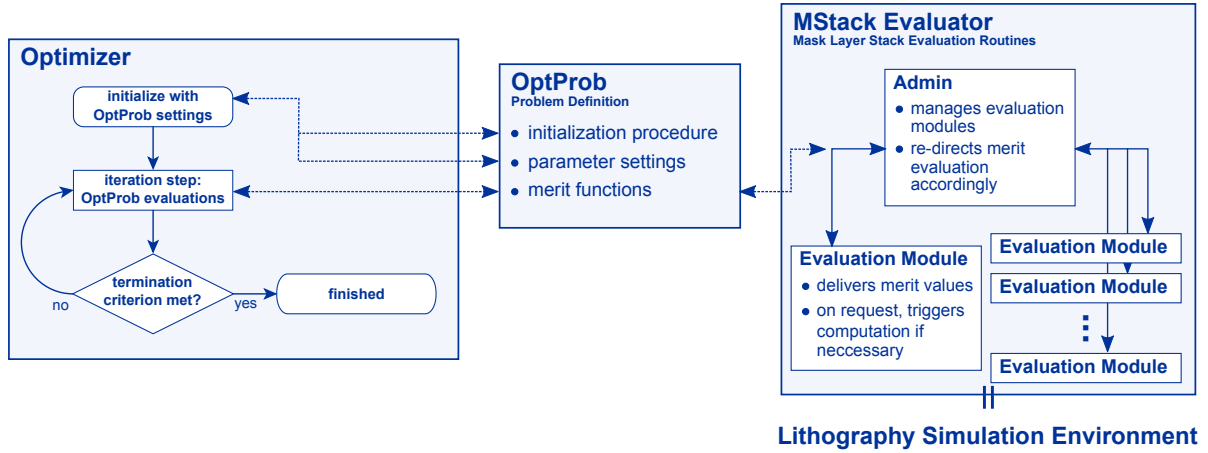 Optimizer
initialize with
OptProb settings
iteration step:
OptProb evaluations
termination
criterion met?
no
yes
finished
OptProb
Problem Definition
• initialization procedure
• parameter settings
• merit functions
MStack Evaluator
Mask Layer Stack Evaluation Routines
Admin
• manages evaluation
modules
• re-directs merit
evaluation
accordingly
Evaluation Module
• delivers merit values
• on request, triggers
computation if
neccessary
Evaluation Module
Evaluation Module
Evaluation Module
Lithography Simulation Environment